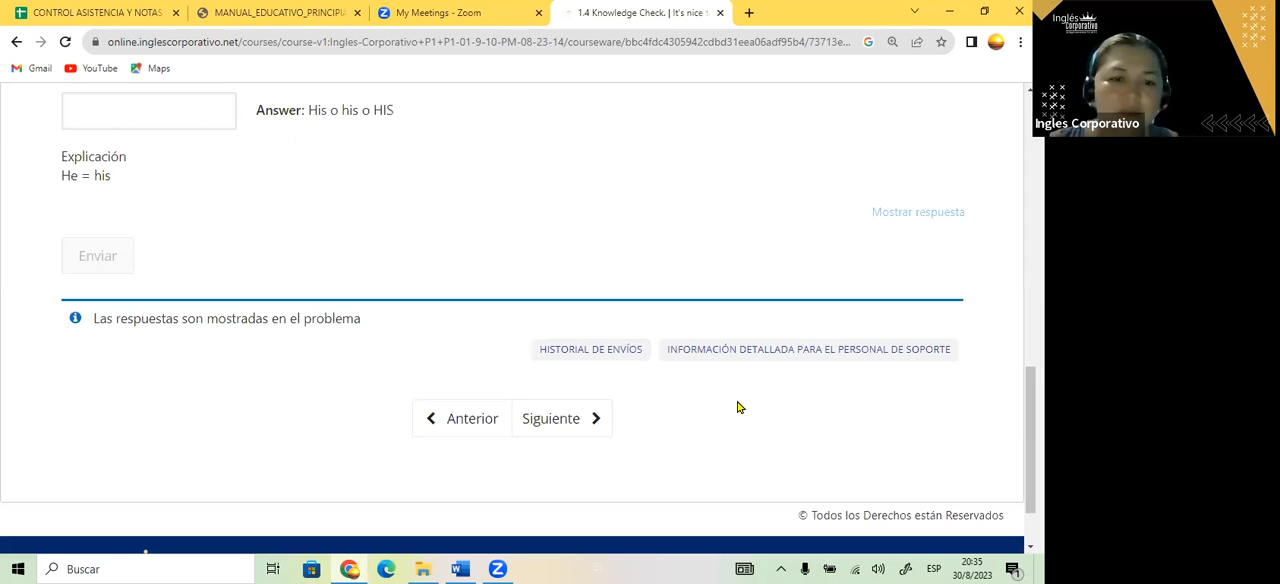 CONTROL ASISTENCIA Y NOTAS
MANUAL_EDUCATIVO_PRINCIPIA
My Meetings - Zoom
1.4 Knowledge Check. | It's nice
online.inglescorporativo.net/courses/course-v1:Ingles-Corporativo+P1+P1-01-9-10-PM-08-23-14/courseware/bbc4fdc4305942cdbd31eea06adf95b4/73713e...
Gmail
YouTube
Maps
Inglés
Corporativo
Ingles Corporativo
Answer: His o his o HIS
Explicación
He = his
Mostrar respuesta
Enviar
Las respuestas son mostradas en el problema
HISTORIAL DE ENVÍOS
INFORMACIÓN DETALLADA PARA EL PERSONAL DE SOPORTE
Anterior
Siguiente
© Todos los Derechos están Reservados
Buscar
ESP
20:35
30/8/2023
1